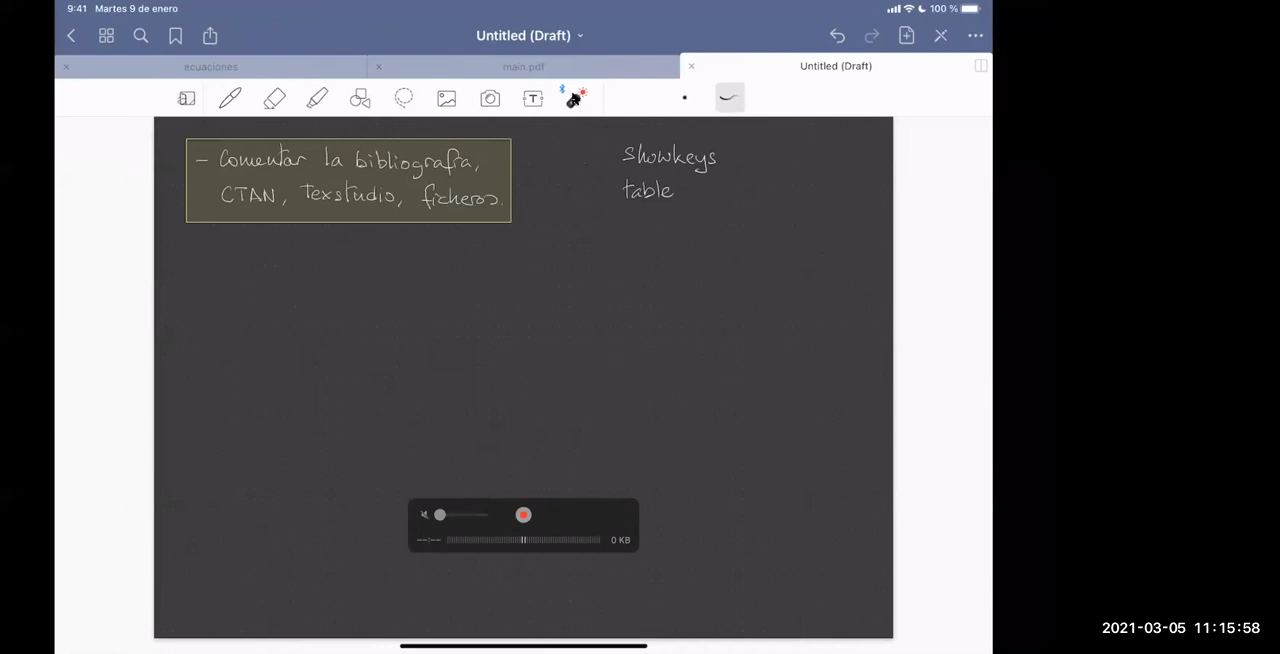 9:41 Martes 9 de enero
100 %
Untitled (Draft)
ecuaciones
main.pdf
Untitled (Draft)
T
- Comentar la bibliografía,
CTAN, Texstudio, ficheros.
showkeys
table
--:--
0 KB
2021-03-05 11:15:58